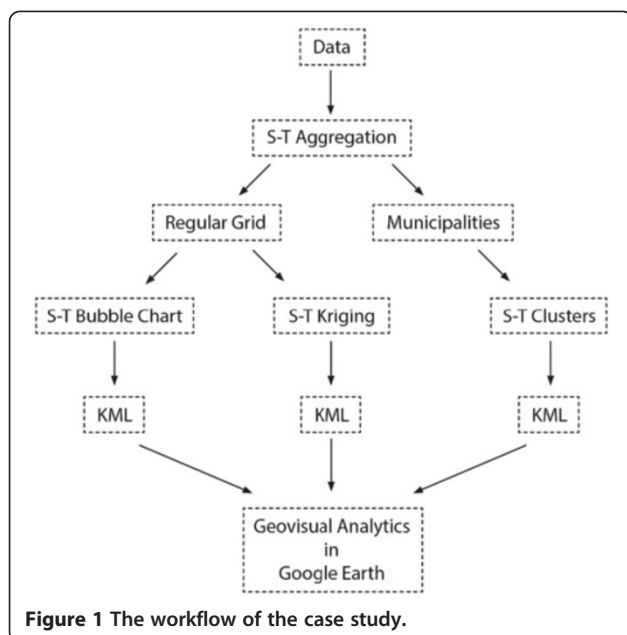 Data
S-T Aggregation
Regular Grid
Municipalities
S-T Bubble Chart
S-T Kriging
S-T Clusters
KML
KML
KML
Geovisual Analytics
in
Google Earth
Figure 1 The workflow of the case study.